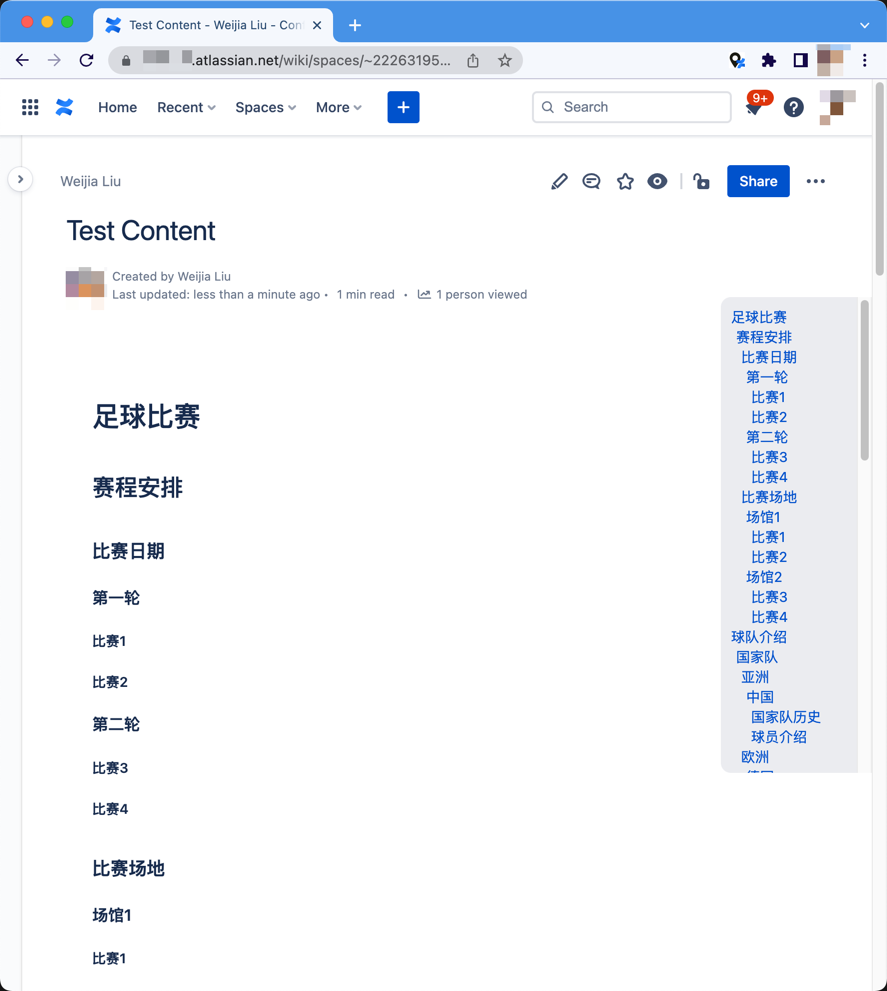 Test Content - Weijia Liu - Con
.atlassian.net/wiki/spaces/~22263195...
Home Recent Spaces More + Search 9+ ?
Weijia Liu
Share
Test Content
Created by Weijia Liu
Last updated: less than a minute ago • 1 min read • 1 person viewed
足球比赛
赛程安排
比赛日期
第一轮
比赛1
比赛2
第二轮
比赛3
比赛4
比赛场地
场馆1
比赛1
足球比赛
赛程安排
比赛日期
第一轮
比赛1
比赛2
第二轮
比赛3
比赛4
比赛场地
场馆1
比赛1
比赛2
场馆2
比赛3
比赛4
球队介绍
国家队
亚洲
中国
国家队历史
球员介绍
欧洲